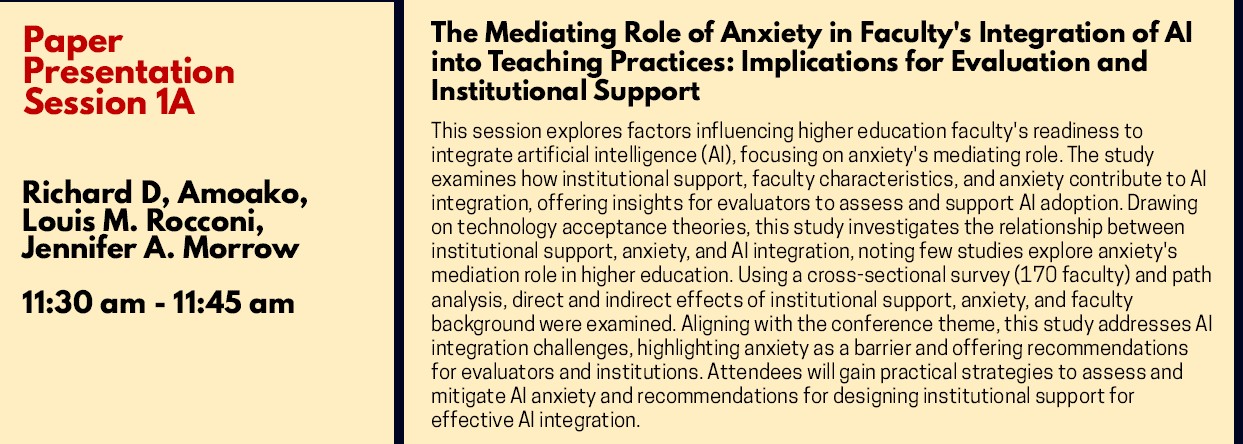 Paper
Presentation
Session 1A
Richard D, Amoako,
Louis M. Rocconi,
Jennifer A. Morrow
11:30 am - 11:45 am
The Mediating Role of Anxiety in Faculty's Integration of AI
into Teaching Practices: Implications for Evaluation and
Institutional Support
This session explores factors influencing higher education faculty's readiness to
integrate artificial intelligence (AI), focusing on anxiety's mediating role. The study
examines how institutional support, faculty characteristics, and anxiety contribute to AI
integration, offering insights for evaluators to assess and support AI adoption. Drawing
on technology acceptance theories, this study investigates the relationship between
institutional support, anxiety, and AI integration, noting few studies explore anxiety's
mediation role in higher education. Using a cross-sectional survey (170 faculty) and path
analysis, direct and indirect effects of institutional support, anxiety, and faculty
background were examined. Aligning with the conference theme, this study addresses AI
integration challenges, highlighting anxiety as a barrier and offering recommendations
for evaluators and institutions. Attendees will gain practical strategies to assess and
mitigate AI anxiety and recommendations for designing institutional support for
effective AI integration.